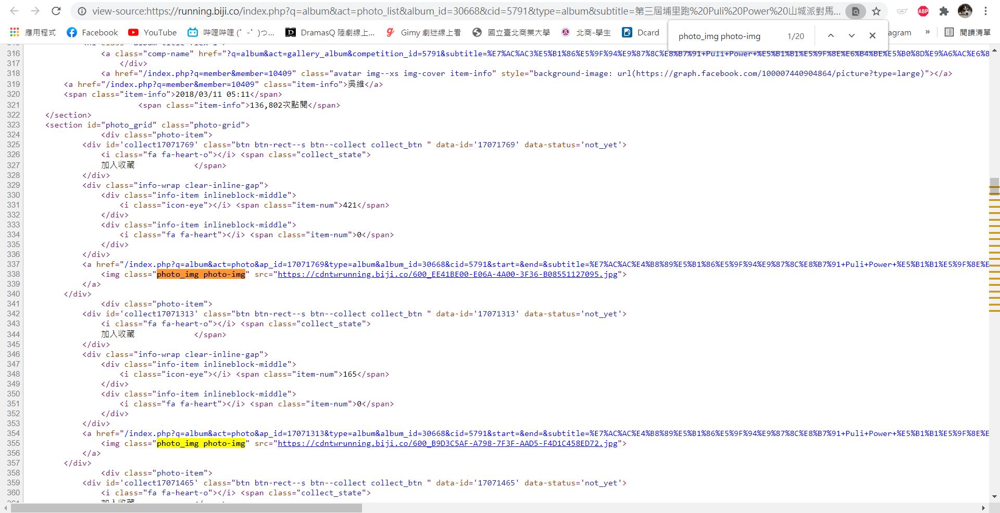 view-source:https://running.biji.co/index.php?q=album&act=photo_list&album_id=30668&cid=5791&type=album&subtitle=第三屆埔里跑%20Puli%20Power%20山城派對馬...
ABP
應用程式 Facebook YouTube 嗶哩嗶哩 (゜-゜)つ... DramasQ 陸劇線上... Gimy 劇迷線上看 國立臺北商業大學 北商-學生 Dcard agram » 閱讀清單
photo_img photo-img 1/20
316 <a class="comp-name" href="?q=album&act=gallery_album&competition_id=5791&subtitle=%E7%AC%AC3%E5%B1%86%E5%9F%94%E9%87%8C%E8%B7%91+Puli+Power+%E5%B1%B1%E5%9F%8E%E6%B4%BE%E5%B0%8D%E9%A6%AC%E6%8
317 </div>
318 <a href="/index.php?q=member&member=10409" class="avatar img--xs img-cover item-info" style="background-image: url(https://graph.facebook.com/100007440904864/picture?type=large)"></a>
319 <a href="/index.php?q=member&member=10409" class="item-info">吳維</a>
320 <span class="item-info">2018/03/11 05:11</span>
321 <span class="item-info">136,802次點閱</span>
322 </section>
323 <section id="photo_grid" class="photo-grid">
324 <div class="photo-item">
325 <div id='collect17071769' class="btn btn-rect--s btn--collect collect_btn " data-id='17071769' data-status='not_yet'>
326 <i class="fa fa-heart-o"></i> <span class="collect_state">
327 加入收藏 </span>
328 </div>
329 <div class="info-wrap clear-inline-gap">
330 <div class="info-item inlineblock-middle">
331 <i class="icon-eye"></i> <span class="item-num">421</span>
332 </div>
333 <div class="info-item inlineblock-middle">
334 <i class="fa fa-heart"></i> <span class="item-num">0</span>
335 </div>
336 </div>
337 <a href="/index.php?q=album&act=photo&ap_id=17071769&type=album&album_id=30668&cid=5791&start=&end=&subtitle=%E7%AC%AC%E4%B8%89%E5%B1%86%E5%9F%94%E9%87%8C%E8%B7%91+Puli+Power+%E5%B1%B1%E5%9F%8E%E
338 <img class="photo_img photo-img" src="https://cdntwrunning.biji.co/600_EE41BE00-E06A-4A00-3F36-B08551127095.jpg">
339 </a>
340 </div>
341 <div class="photo-item">
342 <div id='collect17071313' class="btn btn-rect--s btn--collect collect_btn " data-id='17071313' data-status='not_yet'>
343 <i class="fa fa-heart-o"></i> <span class="collect_state">
344 加入收藏 </span>
345 </div>
346 <div class="info-wrap clear-inline-gap">
347 <div class="info-item inlineblock-middle">
348 <i class="icon-eye"></i> <span class="item-num">165</span>
349 </div>
350 <div class="info-item inlineblock-middle">
351 <i class="fa fa-heart"></i> <span class="item-num">0</span>
352 </div>
353 </div>
354 <a href="/index.php?q=album&act=photo&ap_id=17071313&type=album&album_id=30668&cid=5791&start=&end=&subtitle=%E7%AC%AC%E4%B8%89%E5%B1%86%E5%9F%94%E9%87%8C%E8%B7%91+Puli+Power+%E5%B1%B1%E5%9F%8E%E
355 <img class="photo_img photo-img" src="https://cdntwrunning.biji.co/600_B9D3C5AF-A798-7F3F-AAD5-F4D1C458ED72.jpg">
356 </a>
357 </div>
358 <div class="photo-item">
359 <div id='collect17071465' class="btn btn-rect--s btn--collect collect_btn " data-id='17071465' data-status='not_yet'>
360 <i class="fa fa-heart-o"></i> <span class="collect_state">